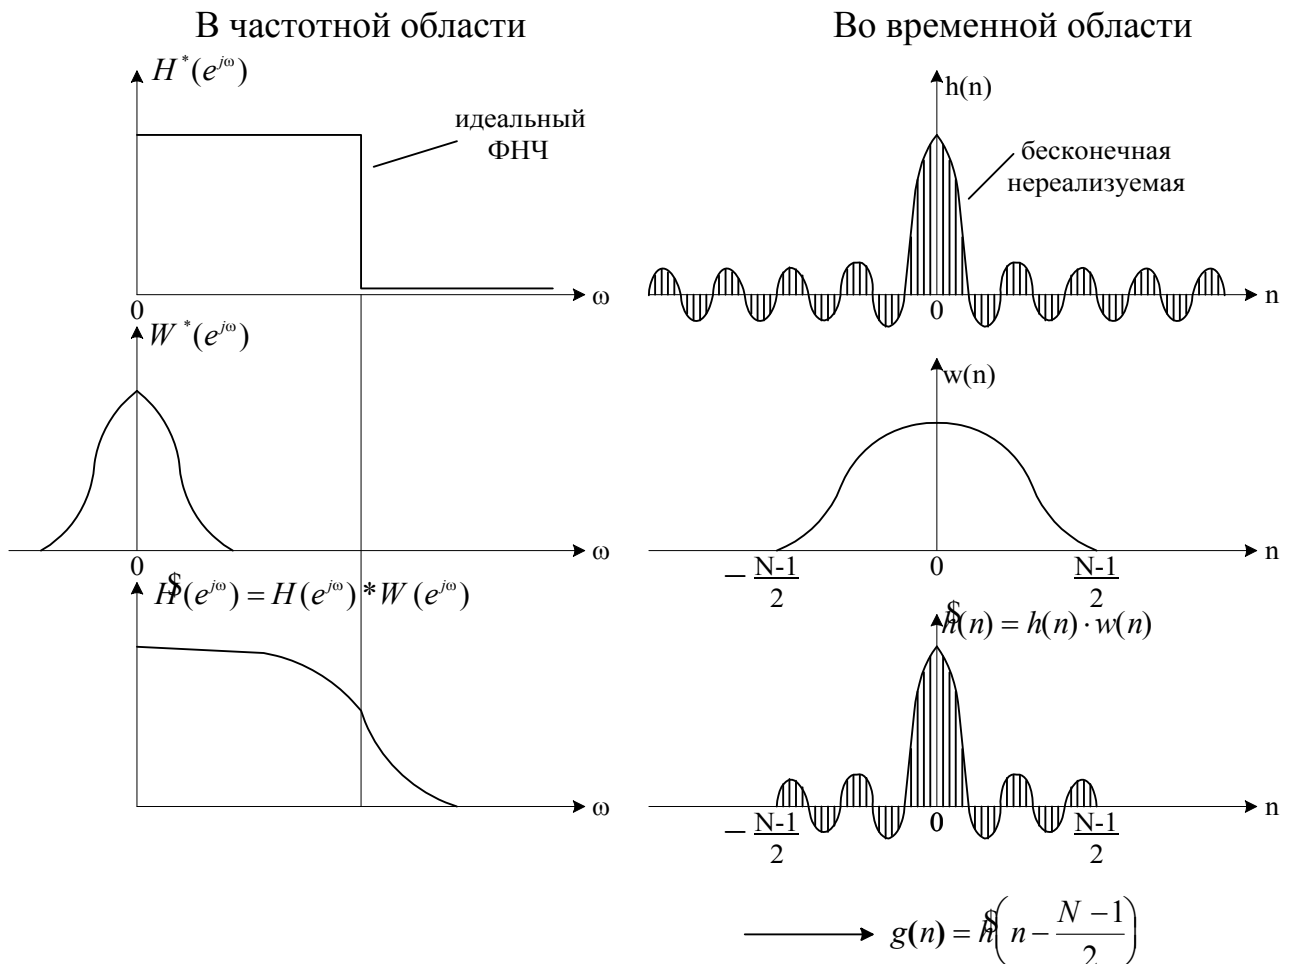 В частотной области
Во временной области
H*(e^{jω})
идеальный
ФНЧ
0
ω
h(n)
бесконечная
нереализуемая
0
n
W*(e^{jω})
0
ω
w(n)
− N-1
2
0
N-1
2
n
$H(e^{jω}) = H(e^{jω}) * W(e^{jω})
ω
$h(n) = h(n) · w(n)
− N-1
2
0
N-1
2
n
g(n) = $h( n − N − 1
2 )